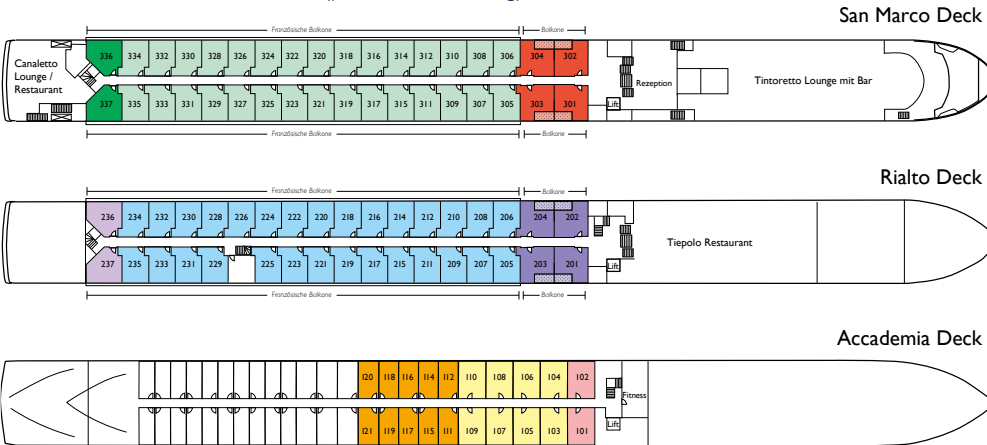 San Marco Deck
Französische Balkone
Balkone
336 334 332 330 328 326 324 322 320 318 316 314 312 310 308 306 304 302
Canaletto
Lounge /
Restaurant
Rezeption
Tintoretto Lounge mit Bar
337 335 333 331 329 327 325 323 321 319 317 315 311 309 307 305 303 301
Lift
Französische Balkone
Balkone
Rialto Deck
Französische Balkone
Balkone
236 234 232 230 228 226 224 222 220 218 216 214 212 210 208 206 204 202
Tiepolo Restaurant
237 235 233 231 229 225 223 221 219 217 215 211 209 207 205 203 201
Lift
Französische Balkone
Balkone
Accademia Deck
120 118 116 114 112 110 108 106 104 102
Fitness
121 119 117 115 111 109 107 105 103 101
Lift